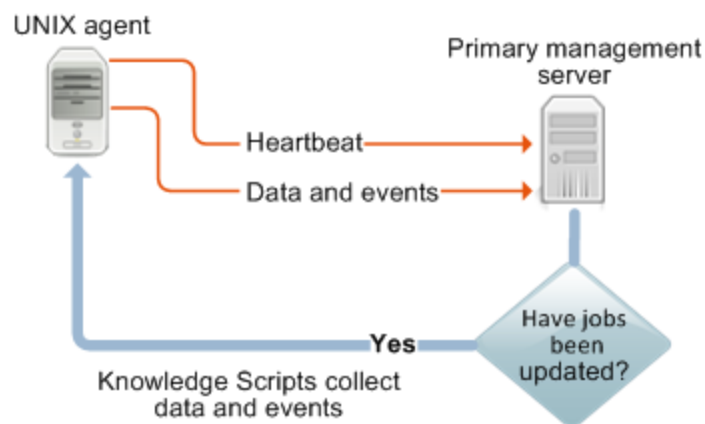 UNIX agent
Primary management
server
Heartbeat
Data and events
Have jobs
been
updated?
Yes
Knowledge Scripts collect
data and events